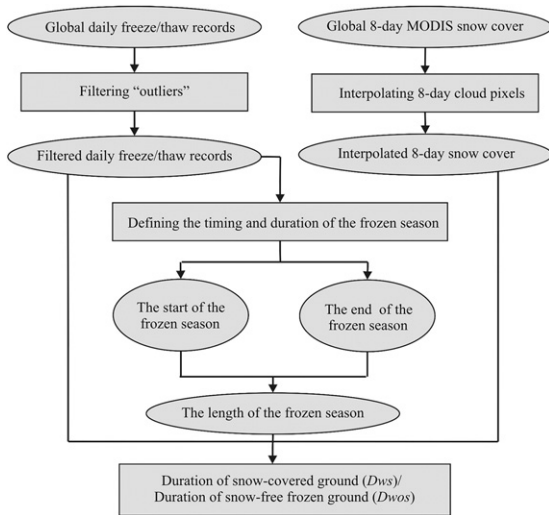 Global daily freeze/thaw records
Global 8-day MODIS snow cover
Filtering “outliers”
Interpolating 8-day cloud pixels
Filtered daily freeze/thaw records
Interpolated 8-day snow cover
Defining the timing and duration of the frozen season
The start of the
frozen season
The end of the
frozen season
The length of the frozen season
Duration of snow-covered ground (Dws)/
Duration of snow-free frozen ground (Dwos)